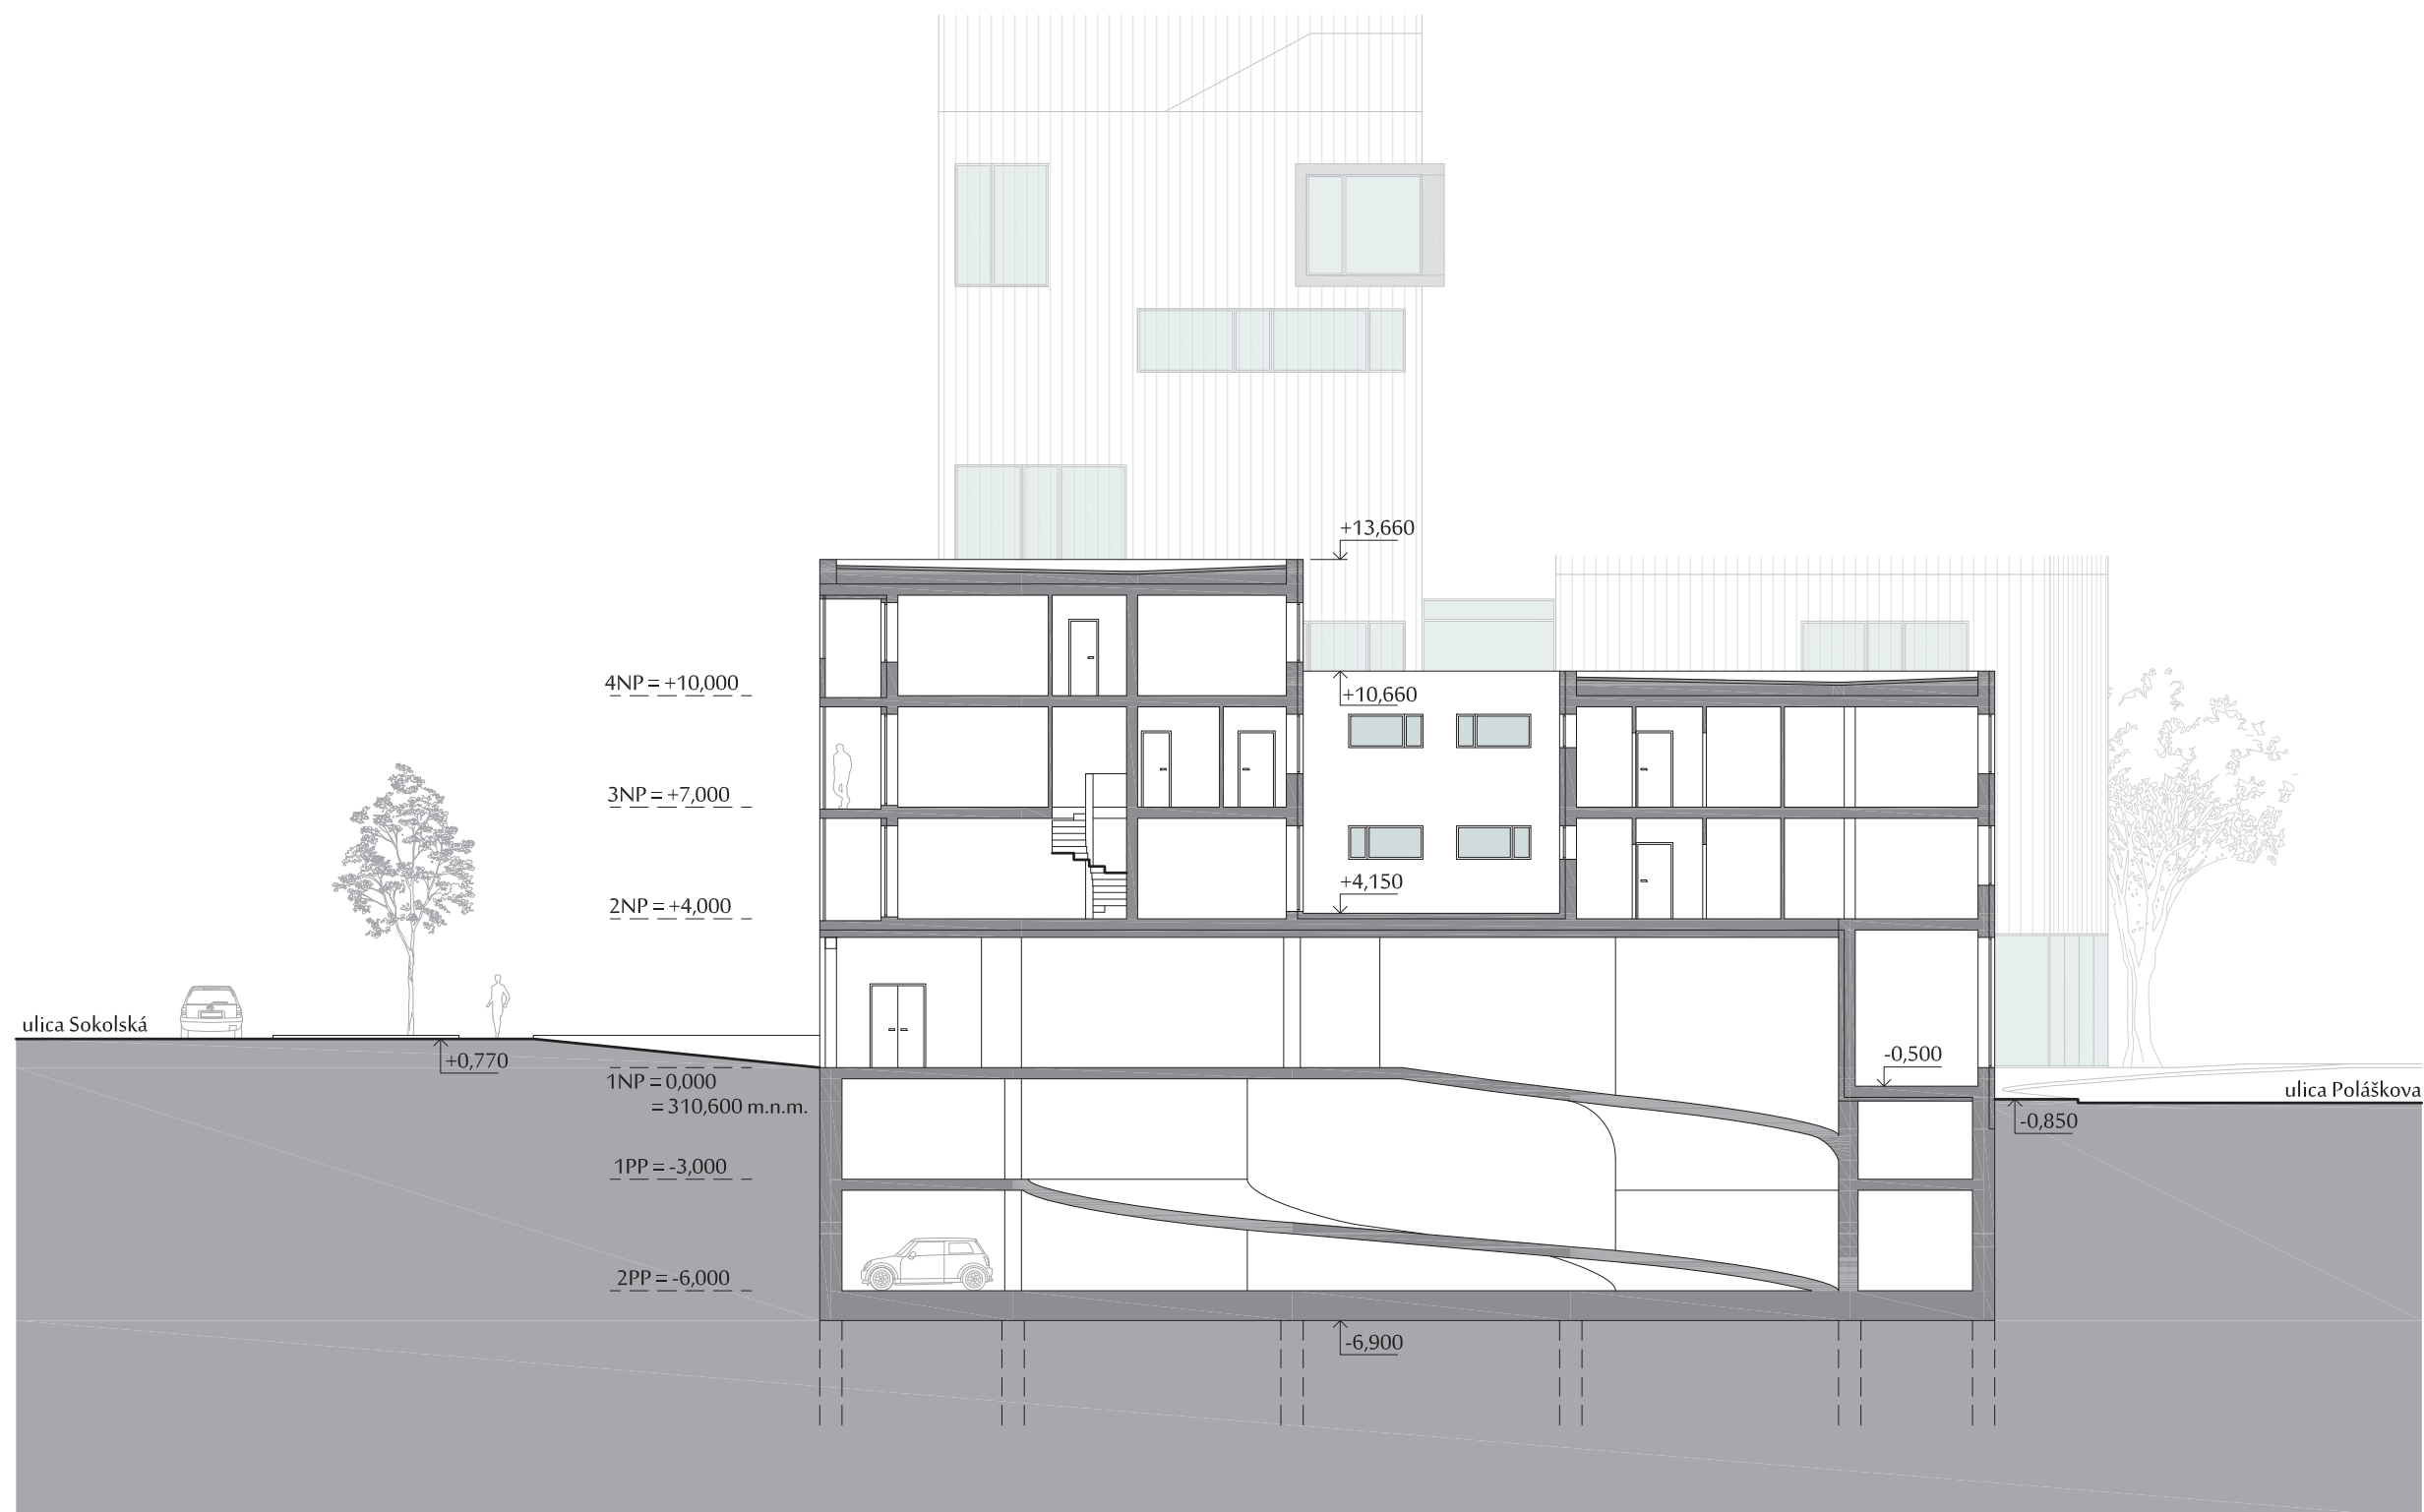 +13,660
4NP = +10,000
+10,660
3NP = +7,000
+4,150
2NP = +4,000
ulica Sokolská
+0,770
-0,500
1NP = 0,000
= 310,600 m.n.m.
ulica Poláškova
-0,850
1PP = -3,000
2PP = -6,000
-6,900